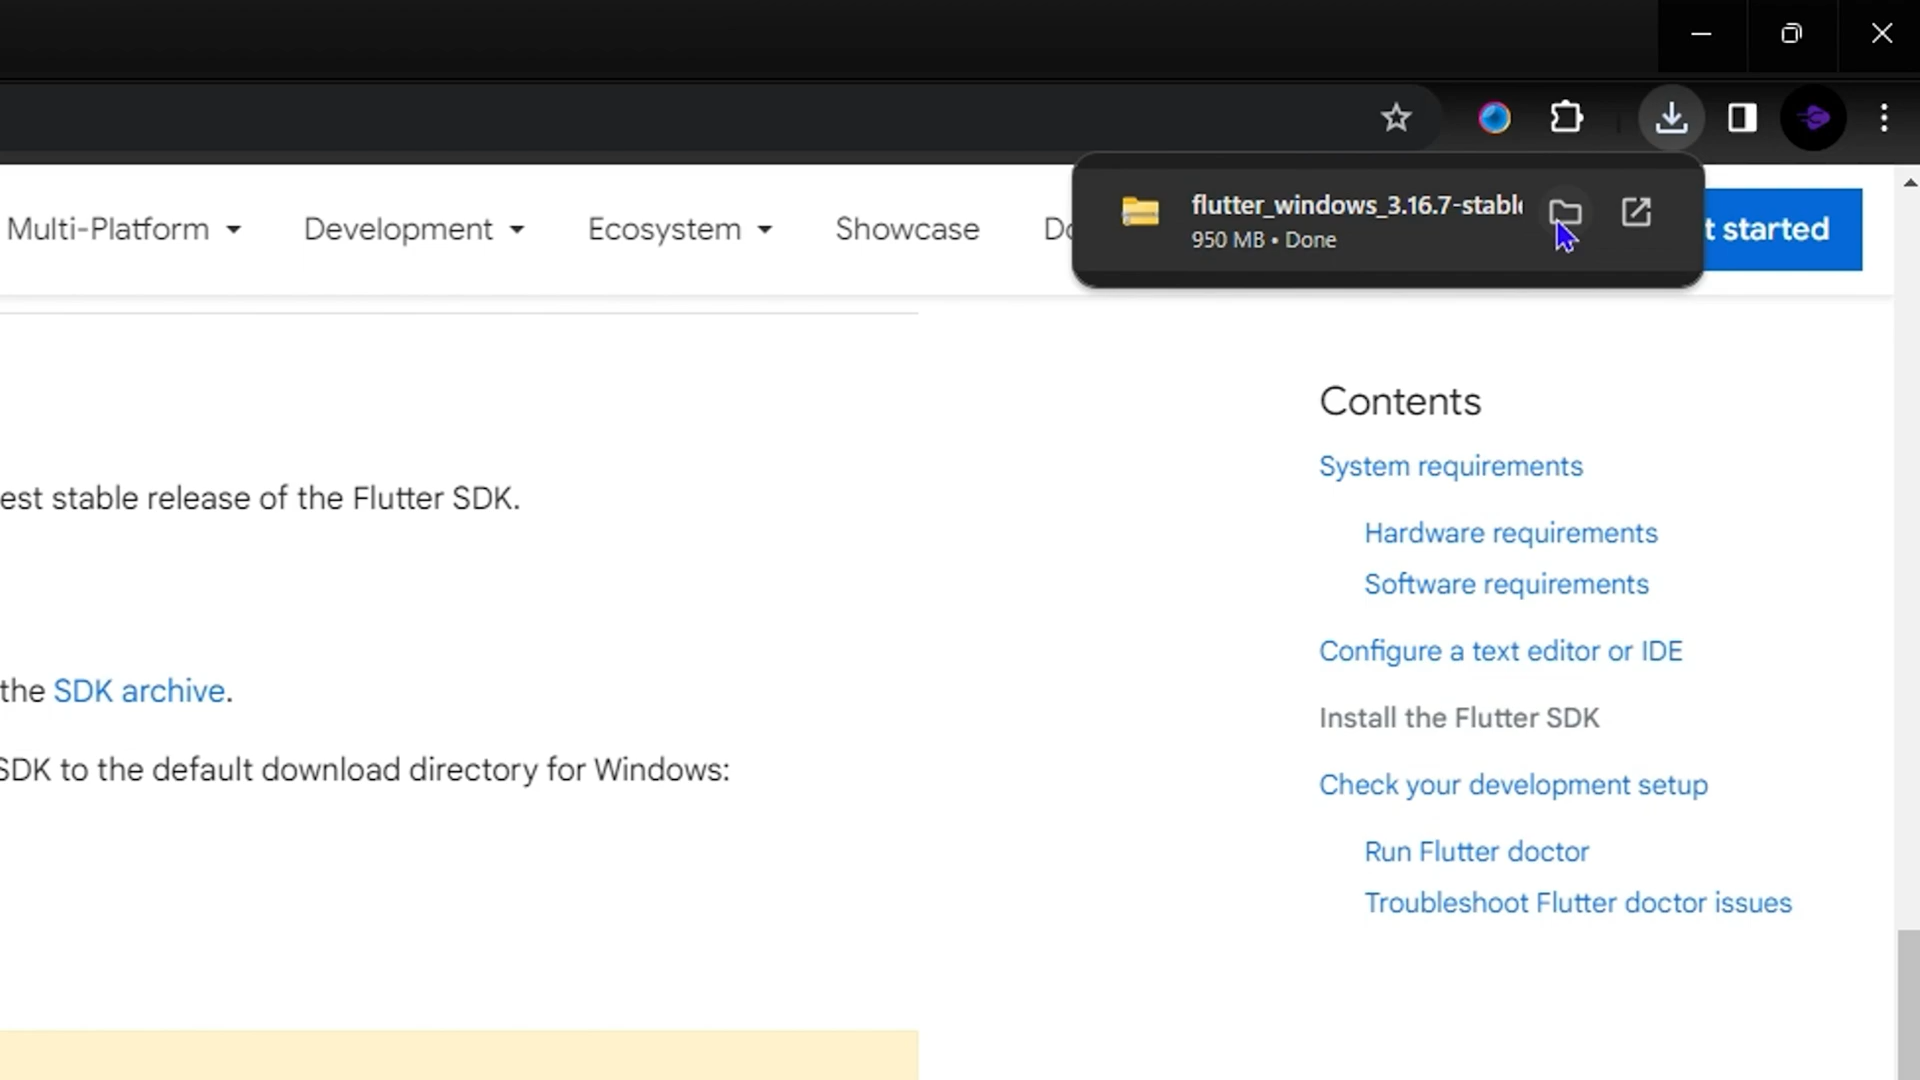 flutter_windows_3.16.7-stable
950 MB • Done
Multi-Platform
Development
Ecosystem
Showcase
Do
t started
Contents
System requirements
Hardware requirements
Software requirements
Configure a text editor or IDE
Install the Flutter SDK
Check your development setup
Run Flutter doctor
Troubleshoot Flutter doctor issues
est stable release of the Flutter SDK.
the SDK archive.
SDK to the default download directory for Windows: